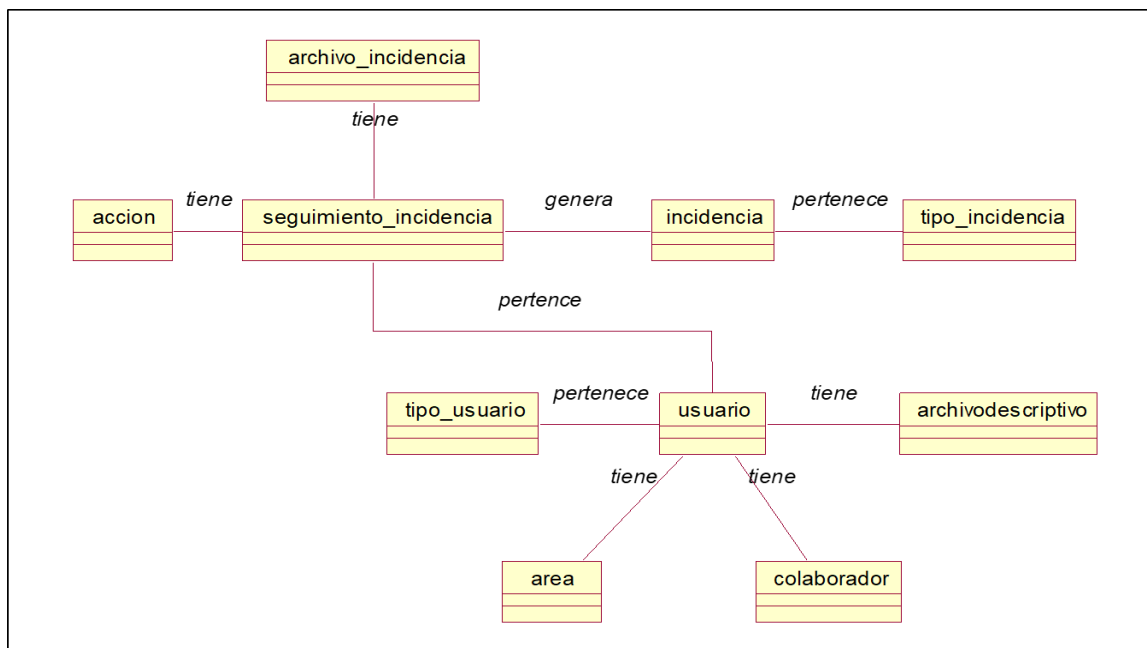 archivo_incidencia
tiene
accion
tiene
seguimiento_incidencia
genera
incidencia
pertenece
tipo_incidencia
pertence
tipo_usuario
pertenece
usuario
tiene
archivodescriptivo
tiene
tiene
area
colaborador